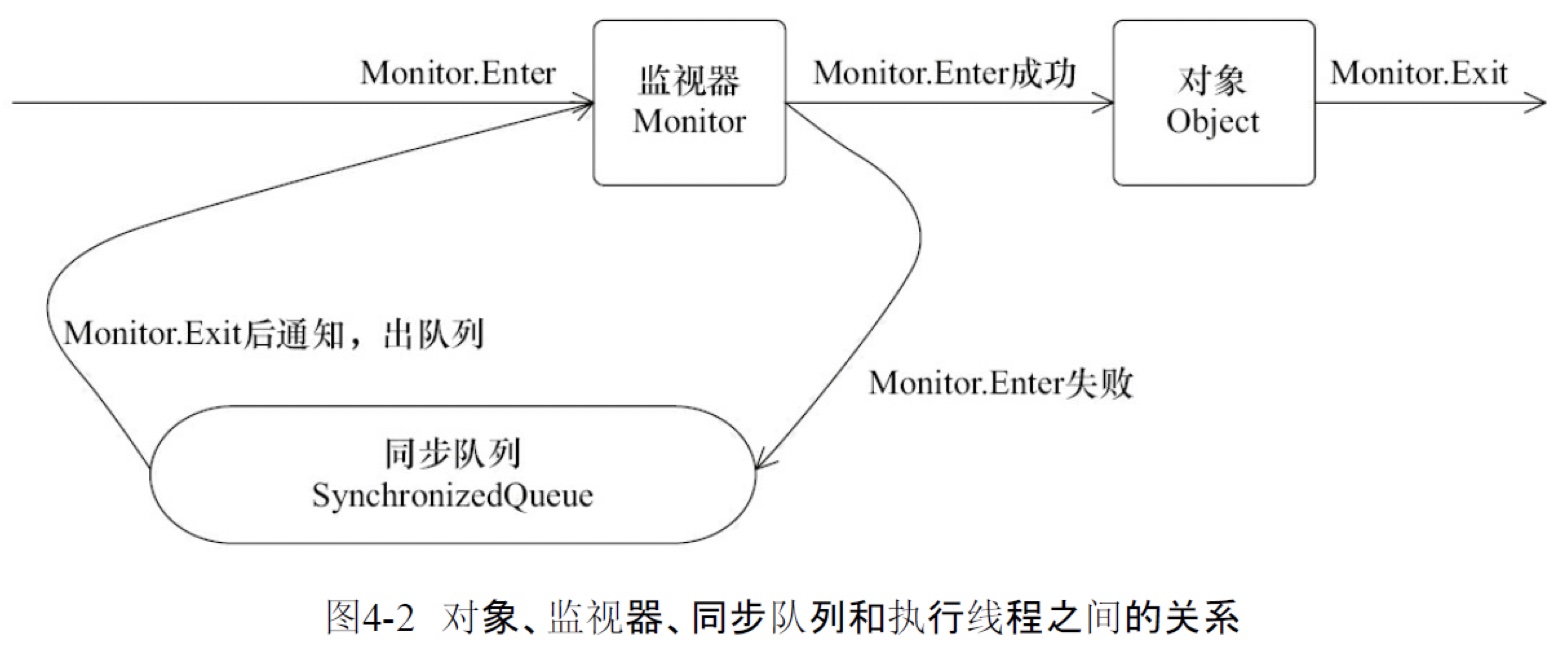 Monitor.Enter
监视器
Monitor
Monitor.Enter成功
对象
Object
Monitor.Exit
Monitor.Exit后通知，出队列
Monitor.Enter失败
同步队列
SynchronizedQueue
图4-2 对象、监视器、同步队列和执行线程之间的关系